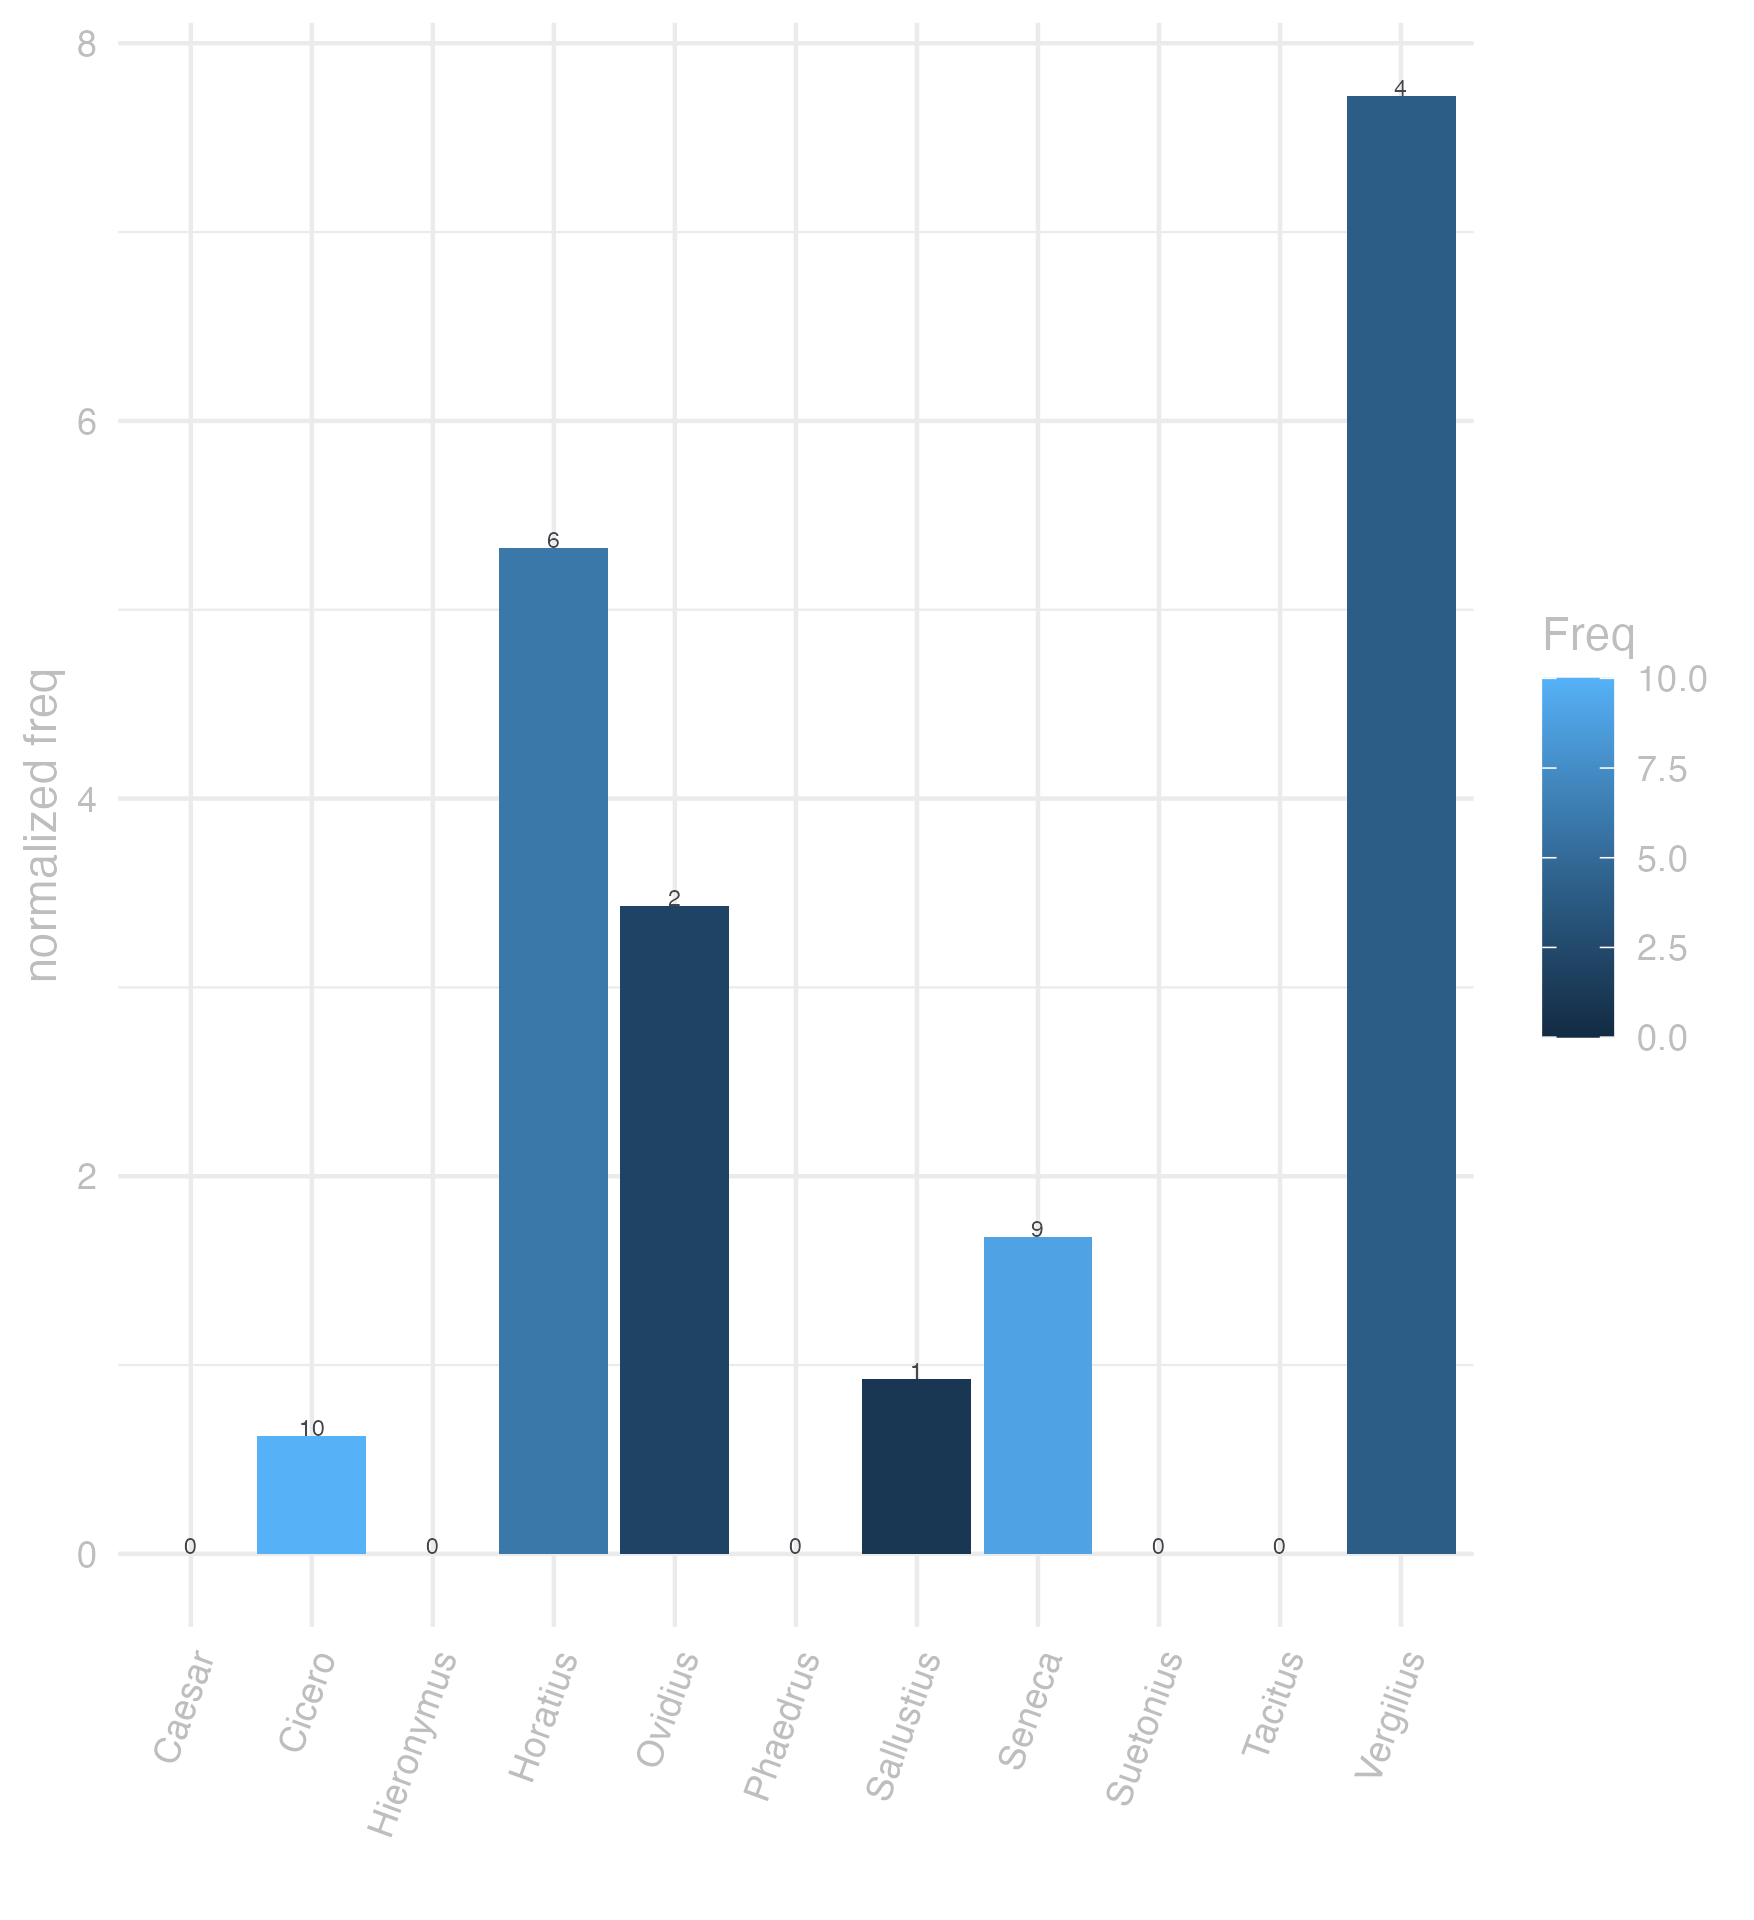 8
6
4
2
0
normalized freq
4
6
2
9
1
10
0
0
0
0
0
Caesar
Cicero
Hieronymus
Horatius
Ovidius
Phaedrus
Sallustius
Seneca
Suetonius
Tacitus
Vergilius
Freq
10.0
7.5
5.0
2.5
0.0